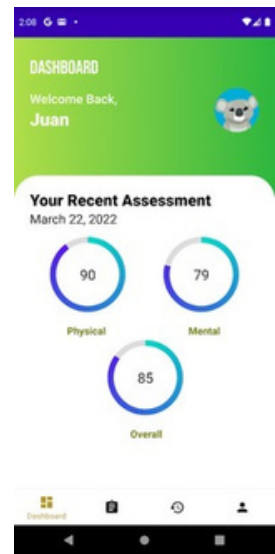 2:08
DASHBOARD
Welcome Back,
Juan
Your Recent Assessment
March 22, 2022
90
79
Physical
Mental
85
Overall
Dashboard